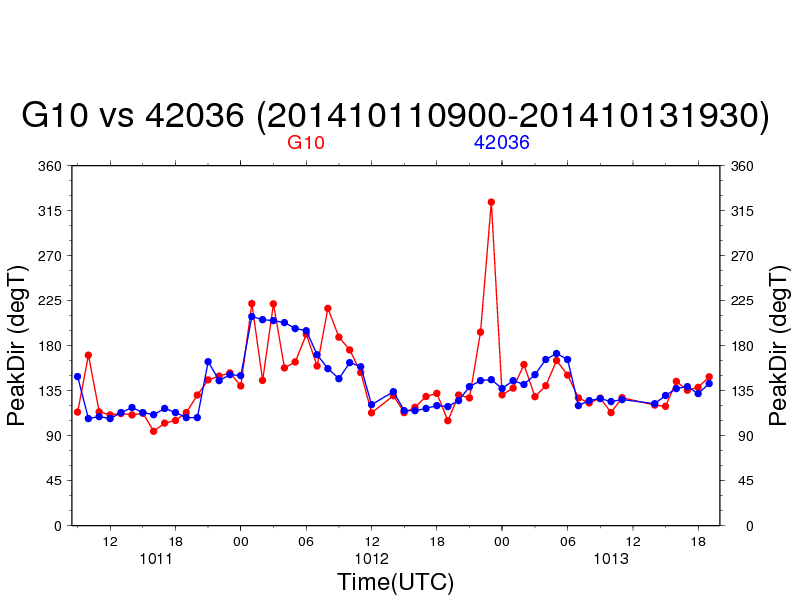 G10 vs 42036 (201410110900-201410131930)
G10 42036
360 360
315 315
270 270
225 225
180 180
135 135
90 90
45 45
0 0
PeakDir (degT)
PeakDir (degT)
12 18 00 06 12 18 00 06 12 18
1011 1012 1013
Time(UTC)